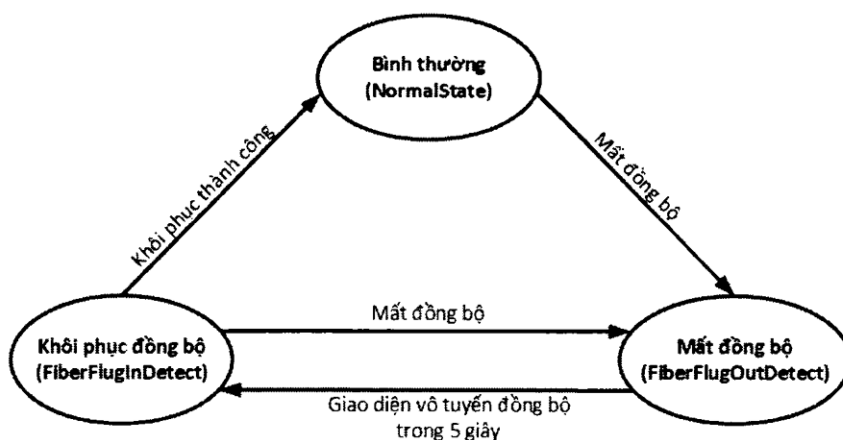 Bình thường
(NormalState)
Khôi phục thành công
Mất đồng bộ
Mất đồng bộ
Khôi phục đồng bộ
(FiberFlugInDetect)
Mất đồng bộ
(FiberFlugOutDetect)
Giao diện vô tuyến đồng bộ
trong 5 giây